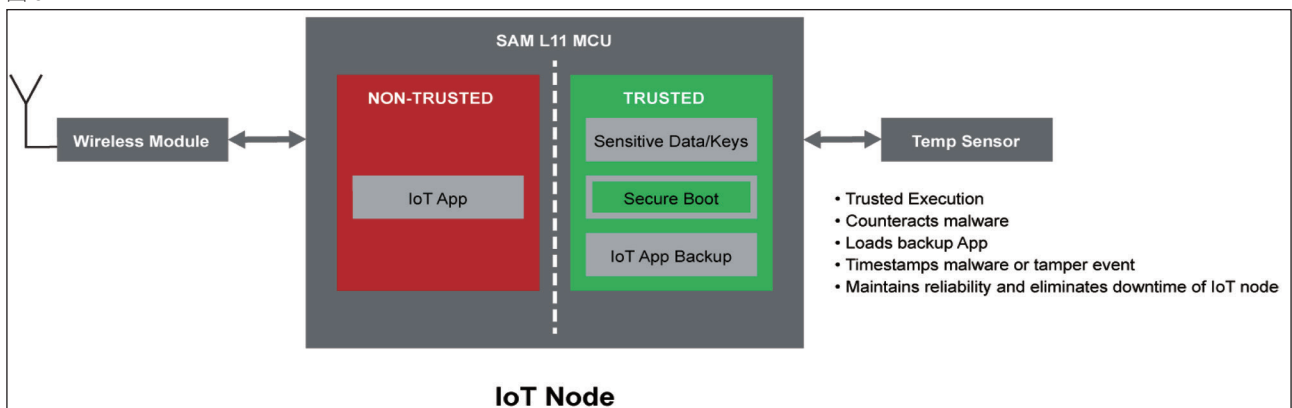 SAM L11 MCU
NON-TRUSTED
TRUSTED
Wireless Module
Sensitive Data/Keys
Temp Sensor
IoT App
Secure Boot
IoT App Backup
• Trusted Execution
• Counteracts malware
• Loads backup App
• Timestamps malware or tamper event
• Maintains reliability and eliminates downtime of IoT node
IoT Node